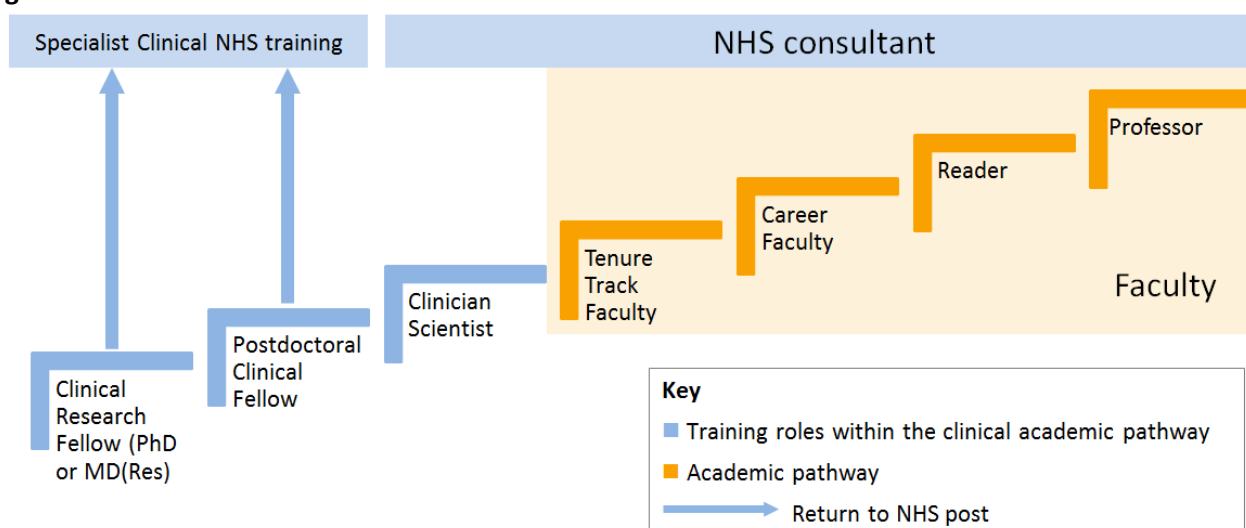 g
Specialist Clinical NHS training
NHS consultant
Professor
Reader
Career
Faculty
Tenure
Track
Faculty
Faculty
Clinician
Scientist
Postdoctoral
Clinical
Fellow
Clinical
Research
Fellow (PhD
or MD(Res)
Key
Training roles within the clinical academic pathway
Academic pathway
Return to NHS post